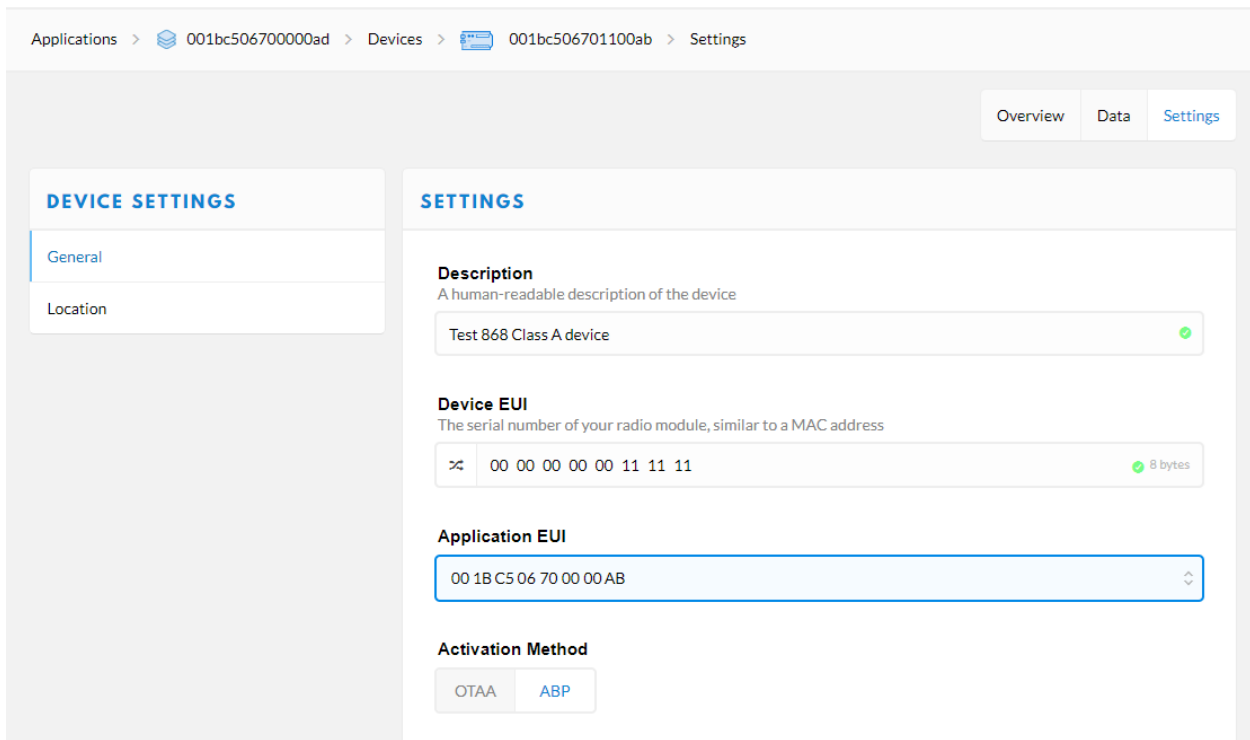 Applications > 001bc506700000ad > Devices > 001bc506701100ab > Settings
Overview Data Settings
DEVICE SETTINGS
General
Location
SETTINGS
Description
A human-readable description of the device
Test 868 Class A device
Device EUI
The serial number of your radio module, similar to a MAC address
00 00 00 00 00 11 11 11 8 bytes
Application EUI
00 1B C5 06 70 00 00 AB
Activation Method
OTAA ABP